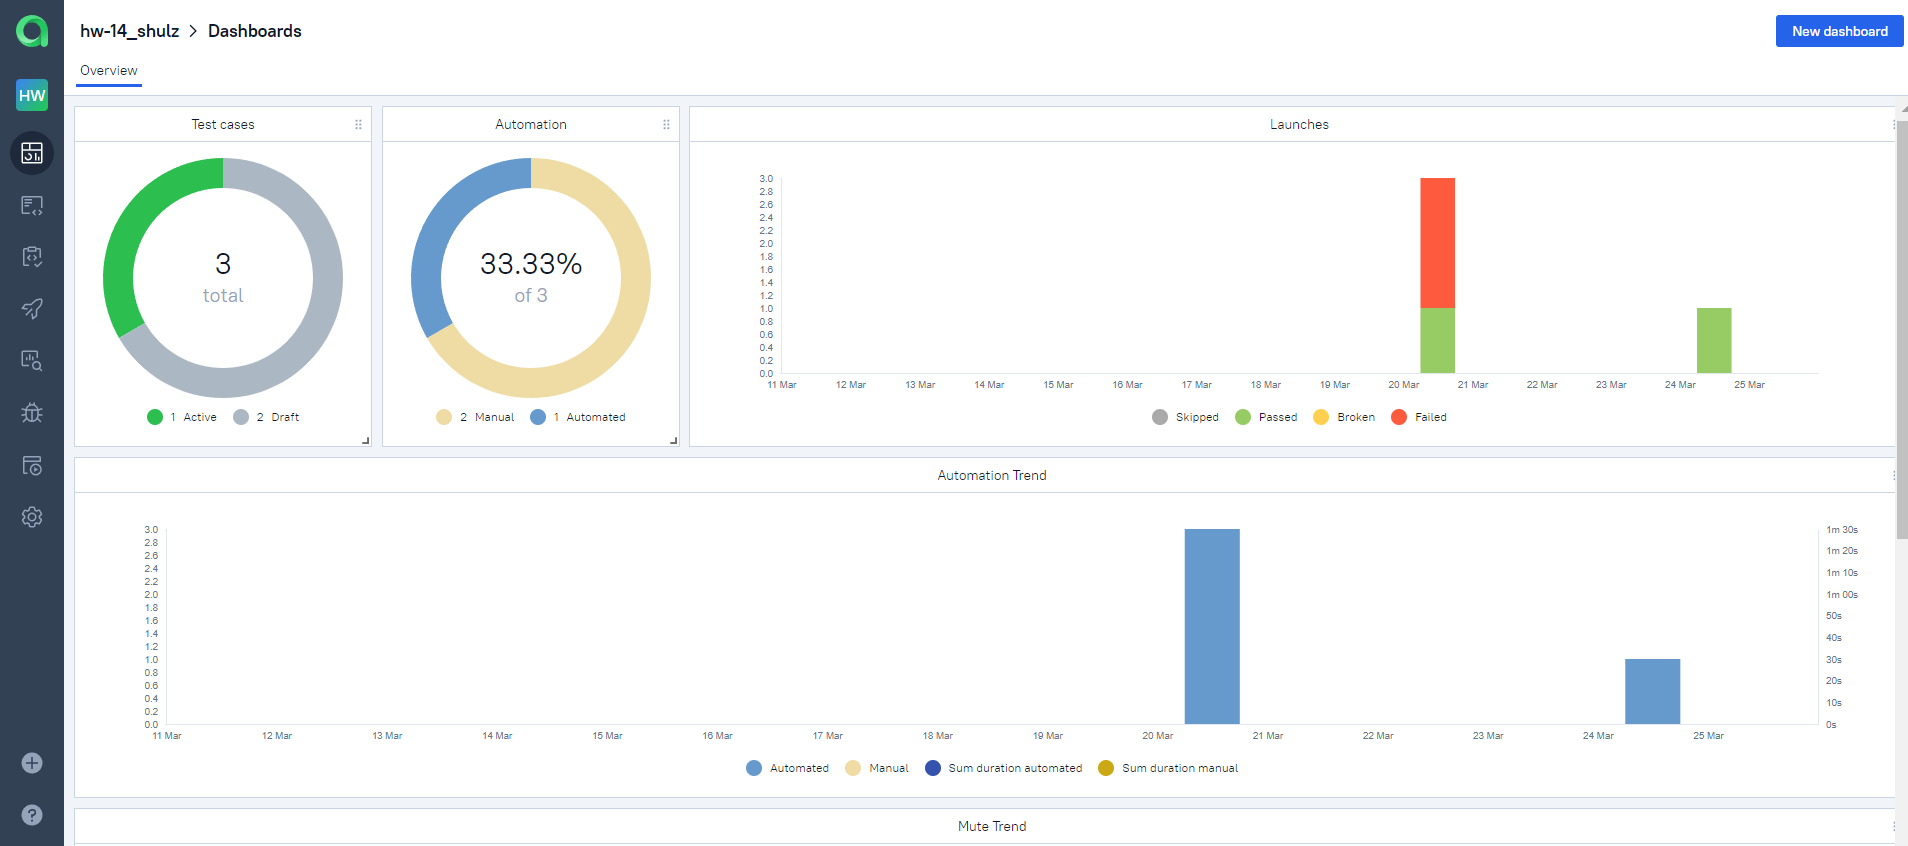 hw-14_shulz > Dashboards
New dashboard
Overview
HW
Test cases
3
total
1 Active 2 Draft
Automation
33.33%
of 3
2 Manual 1 Automated
Launches
3.0
2.8
2.6
2.4
2.2
2.0
1.8
1.6
1.4
1.2
1.0
0.8
0.6
0.4
0.2
0.0
11 Mar 12 Mar 13 Mar 14 Mar 15 Mar 16 Mar 17 Mar 18 Mar 19 Mar 20 Mar 21 Mar 22 Mar 23 Mar 24 Mar 25 Mar
Skipped Passed Broken Failed
Automation Trend
3.0
2.8
2.6
2.4
2.2
2.0
1.8
1.6
1.4
1.2
1.0
0.8
0.6
0.4
0.2
0.0
1m 30s
1m 20s
1m 10s
1m 00s
50s
40s
30s
20s
10s
0s
11 Mar 12 Mar 13 Mar 14 Mar 15 Mar 16 Mar 17 Mar 18 Mar 19 Mar 20 Mar 21 Mar 22 Mar 23 Mar 24 Mar 25 Mar
Automated Manual Sum duration automated Sum duration manual
Mute Trend